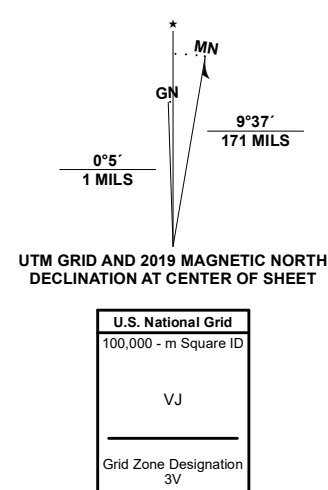 ★
MN
GN
9°37´
171 MILS
0°5´
1 MILS
UTM GRID AND 2019 MAGNETIC NORTH
DECLINATION AT CENTER OF SHEET
U.S. National Grid
100,000 - m Square ID
VJ
Grid Zone Designation
3V